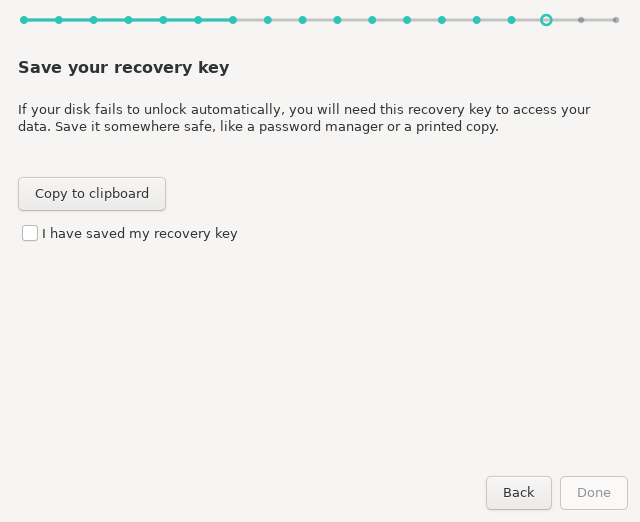 Save your recovery key
If your disk fails to unlock automatically, you will need this recovery key to access your
data. Save it somewhere safe, like a password manager or a printed copy.
Copy to clipboard
I have saved my recovery key
Back
Done